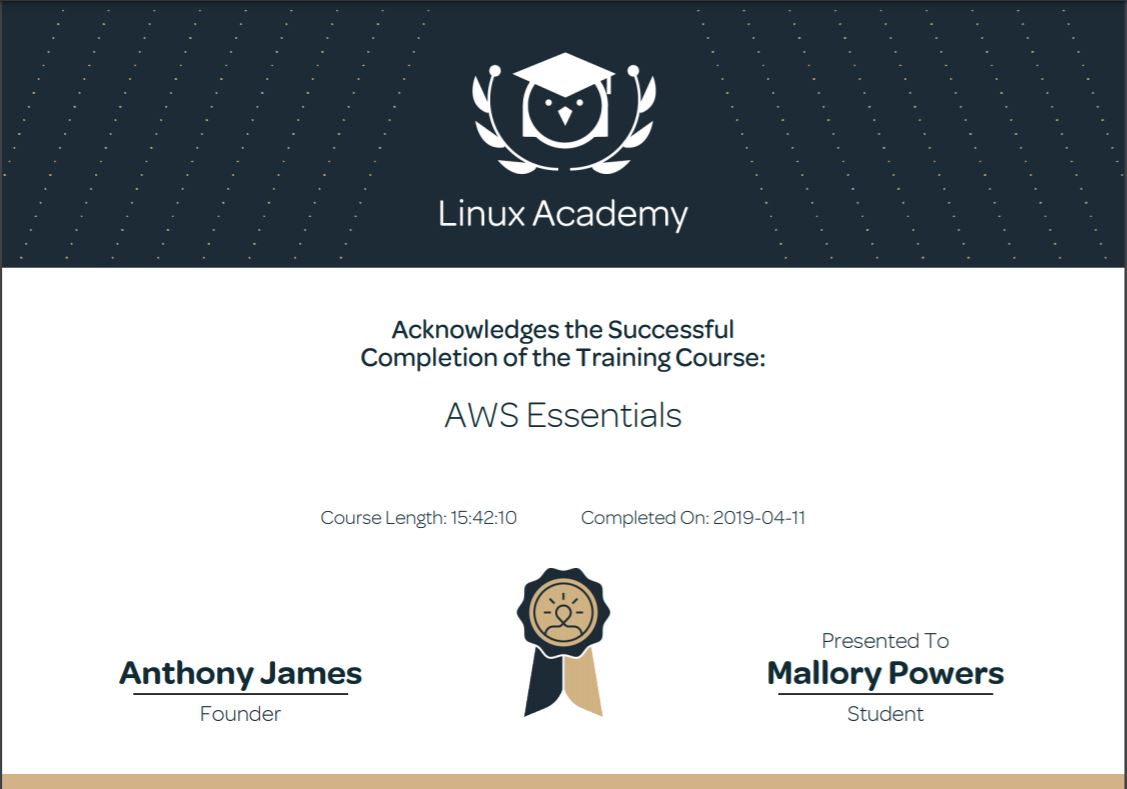 Linux Academy
Acknowledges the Successful
Completion of the Training Course:
AWS Essentials
Course Length: 15:42:10
Completed On: 2019-04-11
Anthony James
Founder
Presented To
Mallory Powers
Student